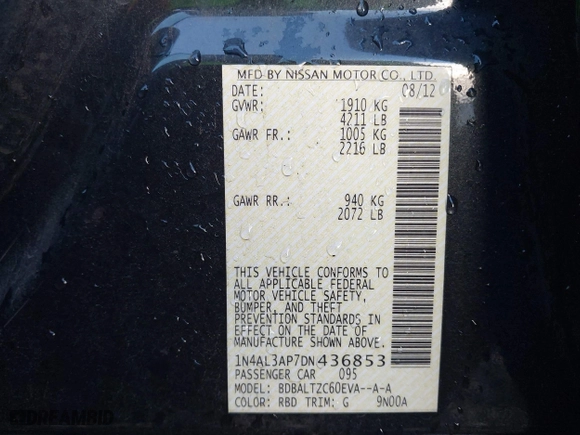 MFD BY NISSAN MOTOR CO., LTD.
DATE: 08/12
GVWR: 1910 KG
4211 LB
GAWR FR.: 1005 KG
2216 LB
GAWR RR.: 940 KG
2072 LB
THIS VEHICLE CONFORMS TO
ALL APPLICABLE FEDERAL
MOTOR VEHICLE SAFETY,
BUMPER, AND THEFT
PREVENTION STANDARDS IN
EFFECT ON THE DATE OF
MANUFACTURE SHOWN ABOVE.
1N4AL3AP7DN436853
PASSENGER CAR 095
MODEL: BDBALTZC60EVA--A-A
COLOR: RBD TRIM: G 9N00A
DREAMBID